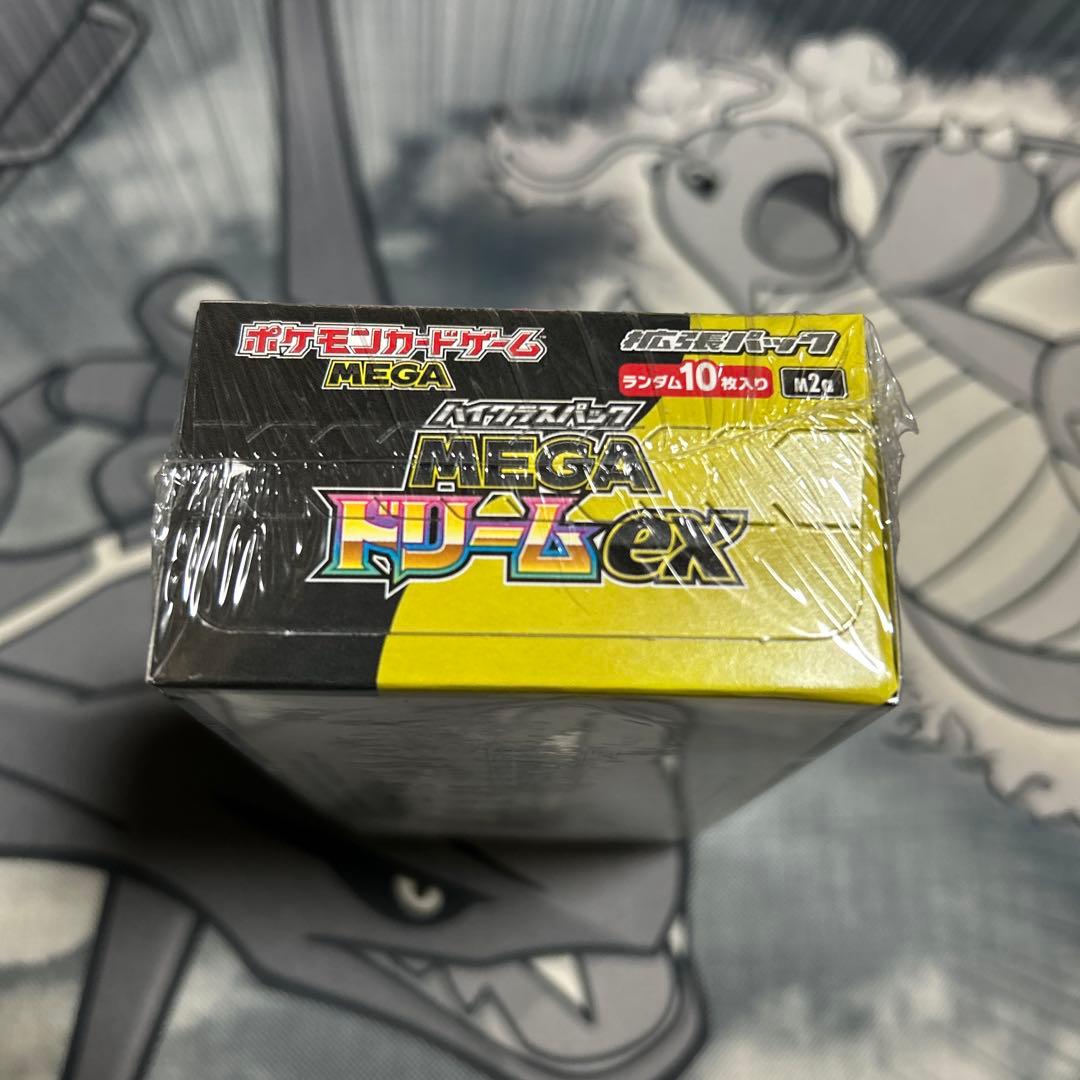 ポケモンカードゲーム
MEGA
拡張パック
ランダム10枚入り
M2a
ハイクラスパック
MEGA
ドリームex